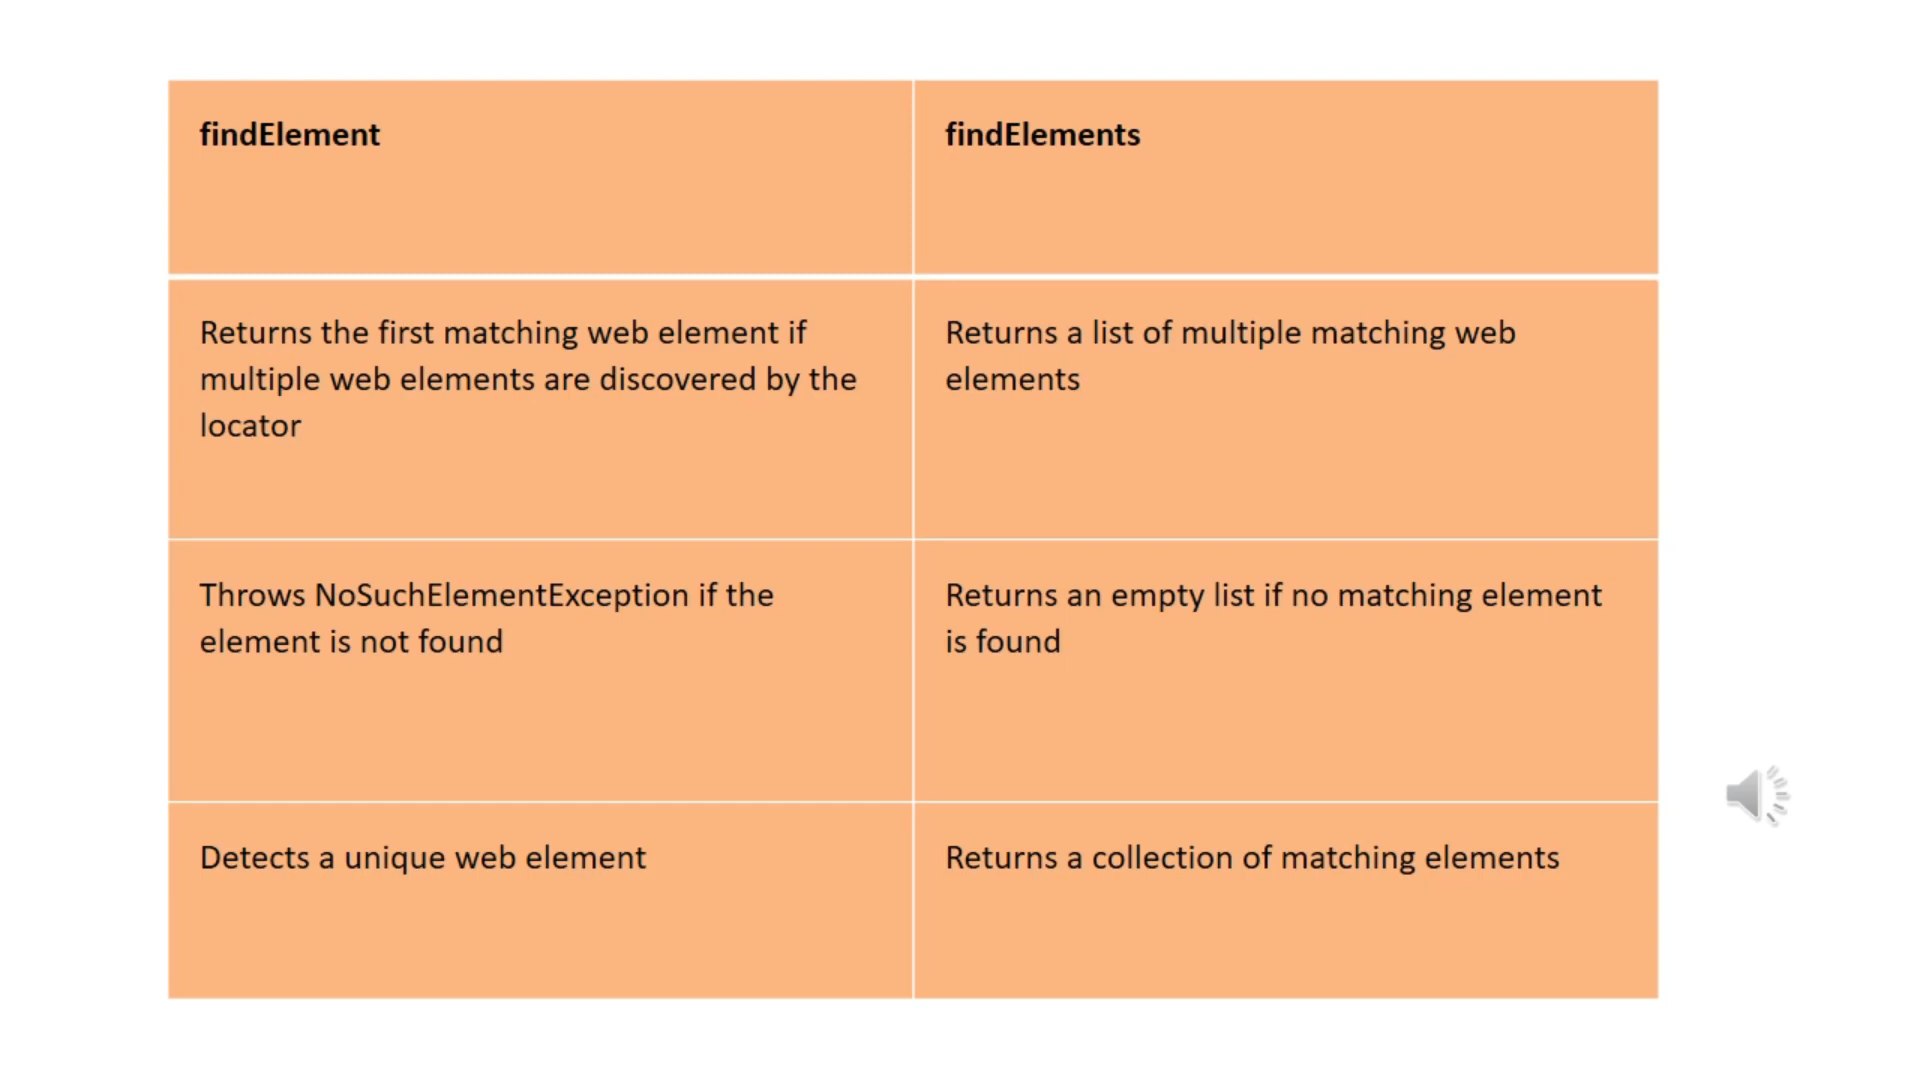 findElement
findElements
Returns the first matching web element if
multiple web elements are discovered by the
locator
Returns a list of multiple matching web
elements
Throws NoSuchElementException if the
element is not found
Returns an empty list if no matching element
is found
Detects a unique web element
Returns a collection of matching elements